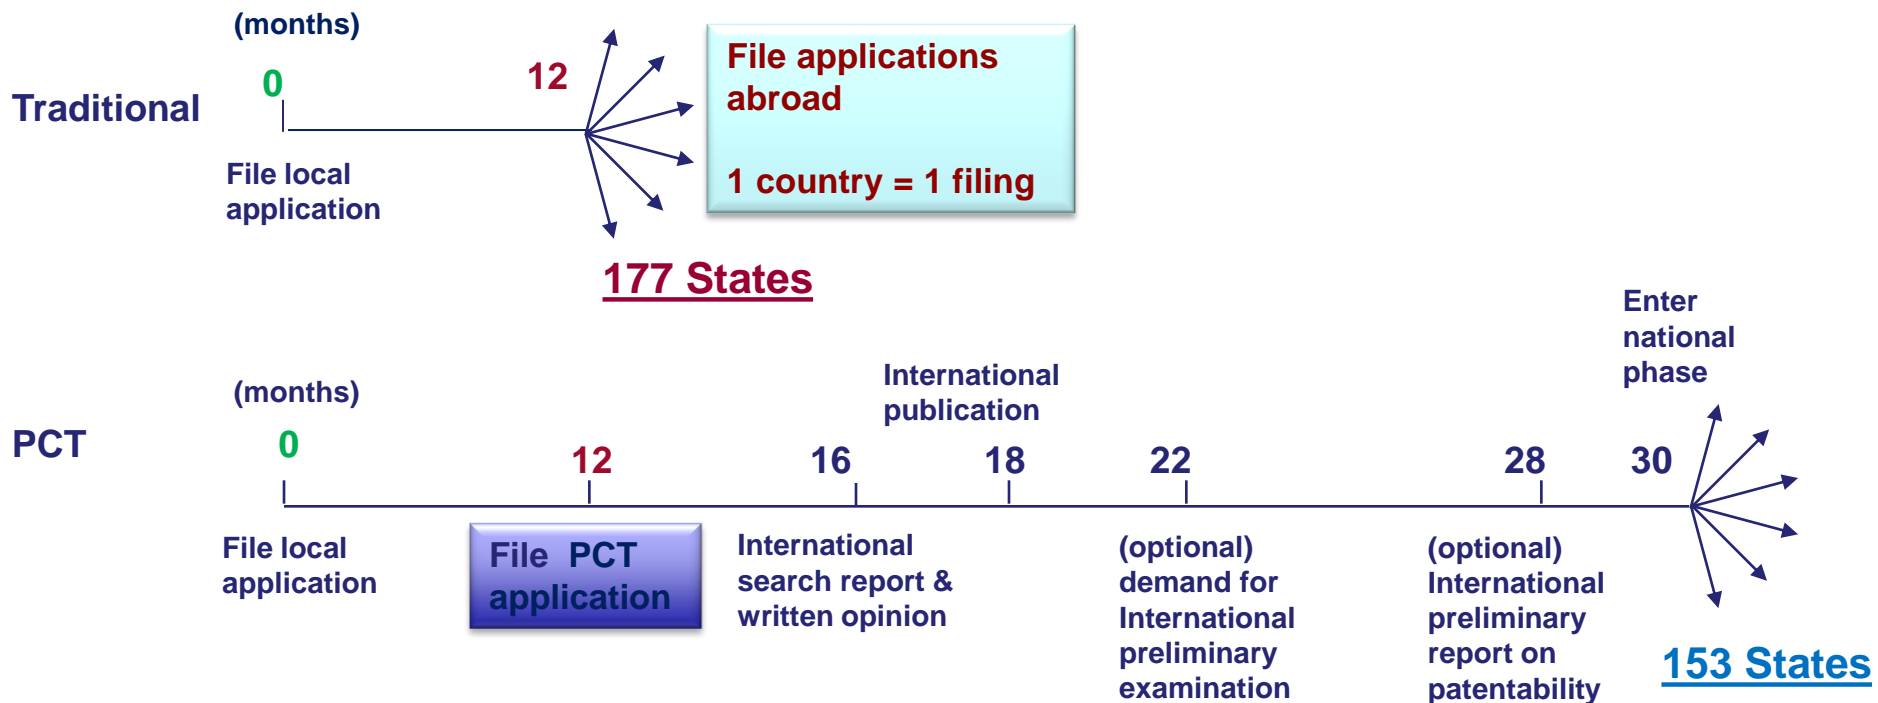 (months)
0
12
Traditional
File local
application
File applications
abroad
1 country = 1 filing
177 States
Enter
national
phase
International
publication
(months)
PCT
0
12
16
18
22
28
30
File local
application
File PCT
application
International
search report &
written opinion
(optional)
demand for
International
preliminary
examination
(optional)
International
preliminary
report on
patentability
153 States